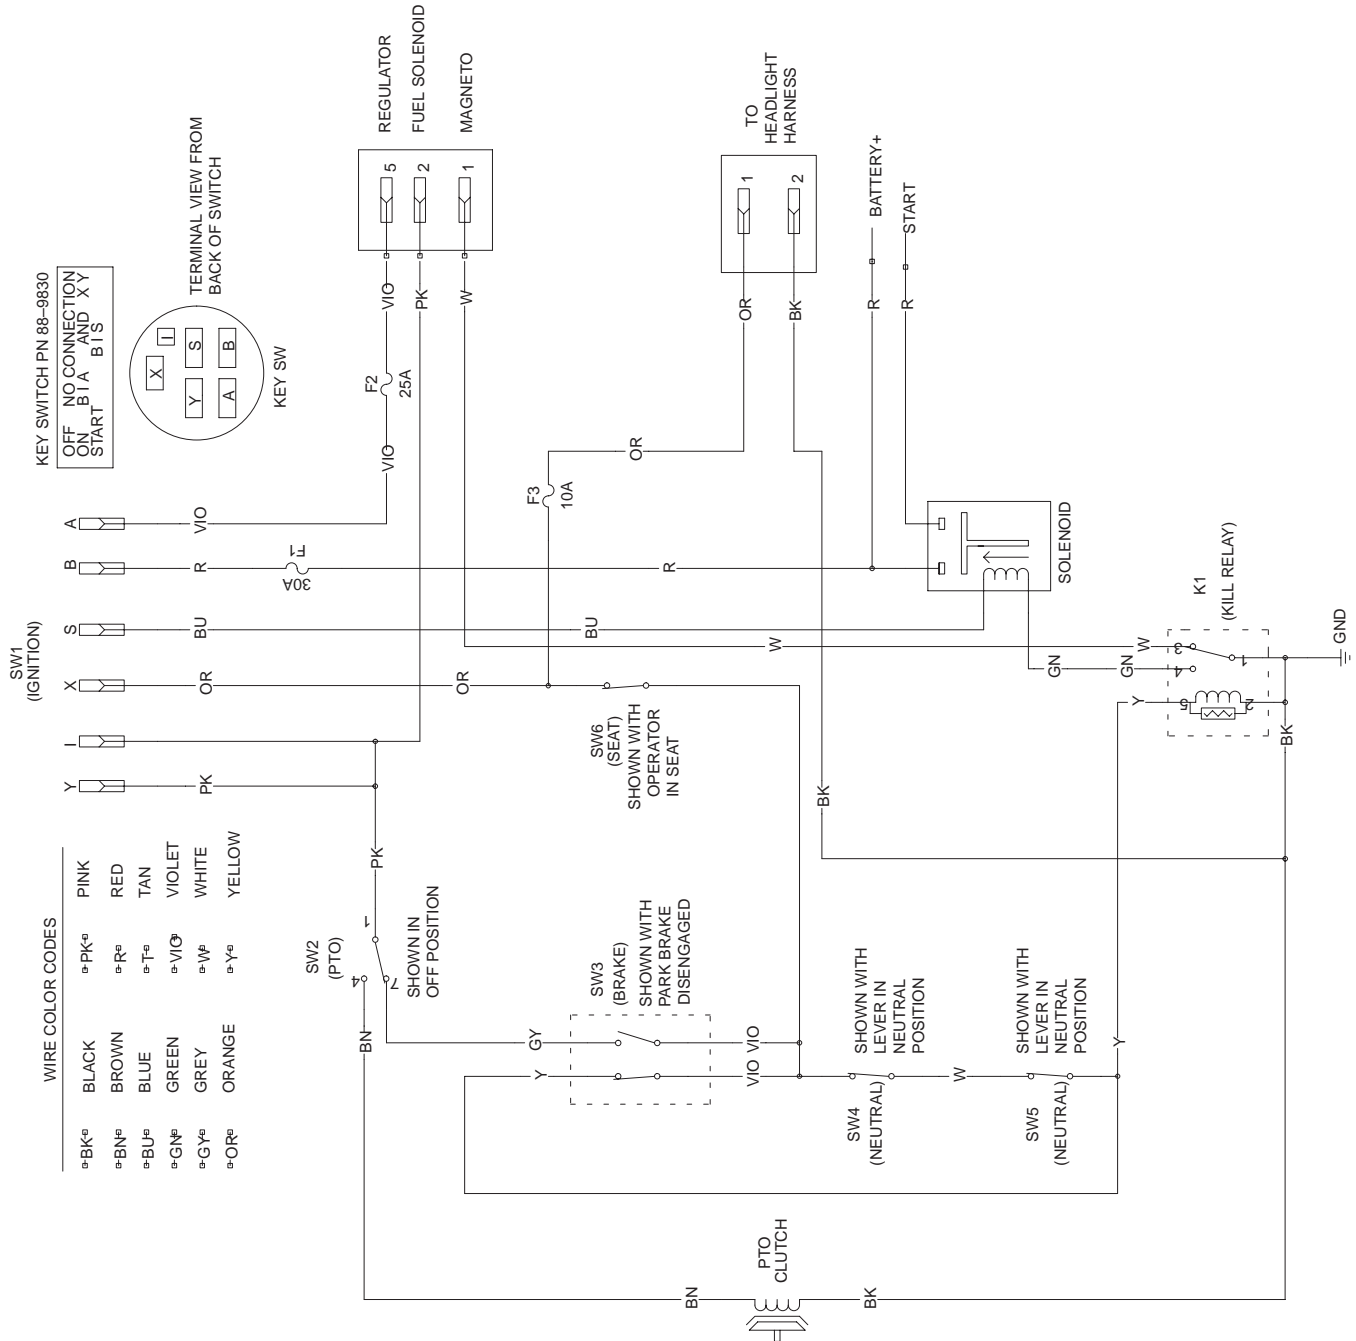 KEY SWITCH PN 88–9830
OFF NO CONNECTION
ON B I A AND X Y
START B I S
TERMINAL VIEW FROM
BACK OF SWITCH
X
I
Y
S
A
B
KEY SW
REGULATOR
FUEL SOLENOID
MAGNETO
5
2
1
VIO
PK
W
F2
25A
VIO
TO
HEADLIGHT
HARNESS
1
2
OR
BK
BATTERY+
START
R
R
F3
10A
OR
SW1
(IGNITION)
A
B
S
X
I
Y
VIO
R
F1
30A
R
BU
BU
OR
OR
PK
W
SOLENOID
SW6
(SEAT)
SHOWN WITH
OPERATOR
IN SEAT
BK
K1
(KILL RELAY)
W
GN
GN
Y
3
4
1
5
2
GND
BK
WIRE COLOR CODES
BK BLACK PK PINK
BN BROWN R RED
BU BLUE T TAN
GN GREEN VIO VIOLET
GY GREY W WHITE
OR ORANGE Y YELLOW
PK
SW2
(PTO)
1
4
7
SHOWN IN
OFF POSITION
BN
GY
Y
SW3
(BRAKE)
SHOWN WITH
PARK BRAKE
DISENGAGED
VIO VIO
VIO VIO
SHOWN WITH
LEVER IN
NEUTRAL
POSITION
SW4
(NEUTRAL)
W
SHOWN WITH
LEVER IN
NEUTRAL
POSITION
SW5
(NEUTRAL)
Y
BN
PTO
CLUTCH
BK